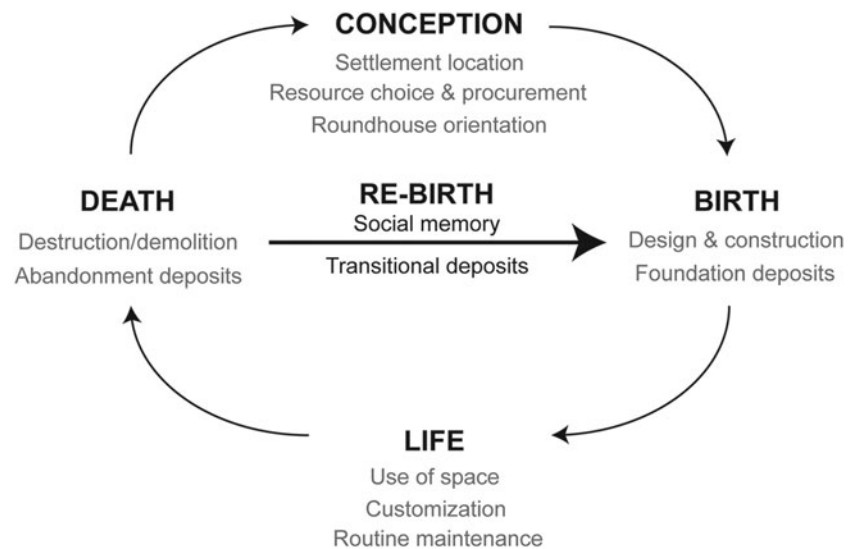 CONCEPTION
Settlement location
Resource choice & procurement
Roundhouse orientation
DEATH
Destruction/demolition
Abandonment deposits
RE-BIRTH
Social memory
Transitional deposits
BIRTH
Design & construction
Foundation deposits
LIFE
Use of space
Customization
Routine maintenance